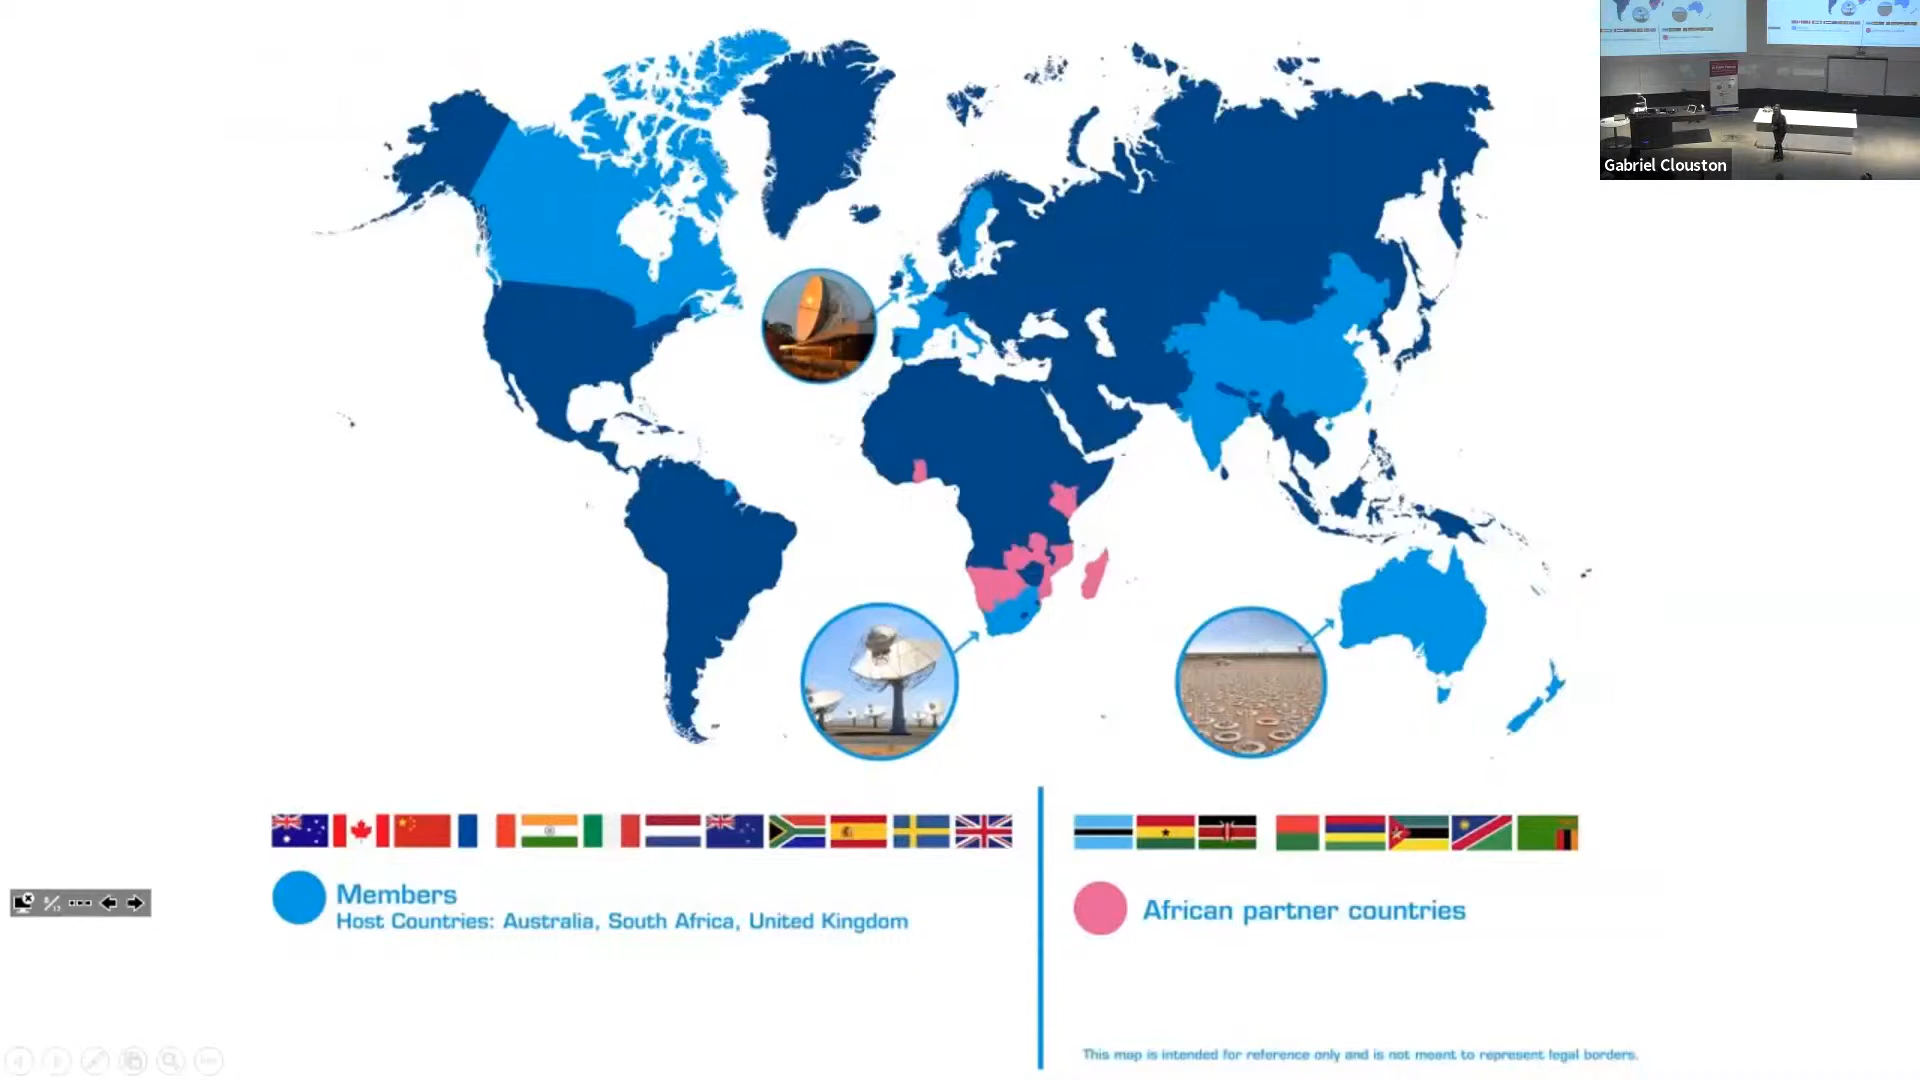 Gabriel Clouston
Members
Host Countries: Australia, South Africa, United Kingdom
African partner countries
This map is intended for reference only and is not meant to represent legal borders.